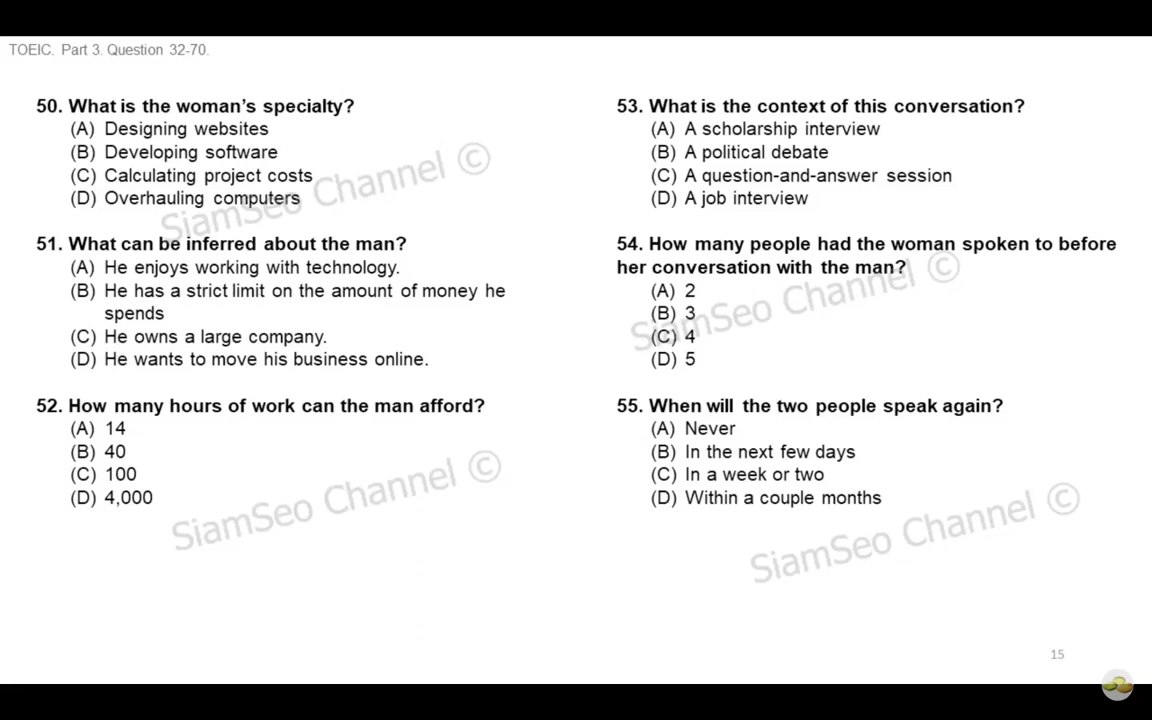 TOEIC. Part 3. Question 32-70.
50. What is the woman's specialty?
(A) Designing websites
(B) Developing software
(C) Calculating project costs
(D) Overhauling computers
51. What can be inferred about the man?
(A) He enjoys working with technology.
(B) He has a strict limit on the amount of money he
spends
(C) He owns a large company.
(D) He wants to move his business online.
52. How many hours of work can the man afford?
(A) 14
(B) 40
(C) 100
(D) 4,000
SiamSeo Channel ©
SiamSeo Channel ©
53. What is the context of this conversation?
(A) A scholarship interview
(B) A political debate
(C) A question-and-answer session
(D) A job interview
54. How many people had the woman spoken to before
her conversation with the man?
(A) 2
(B) 3
(C) 4
(D) 5
55. When will the two people speak again?
(A) Never
(B) In the next few days
(C) In a week or two
(D) Within a couple months
SiamSeo Channel ©
SiamSeo Channel ©
15